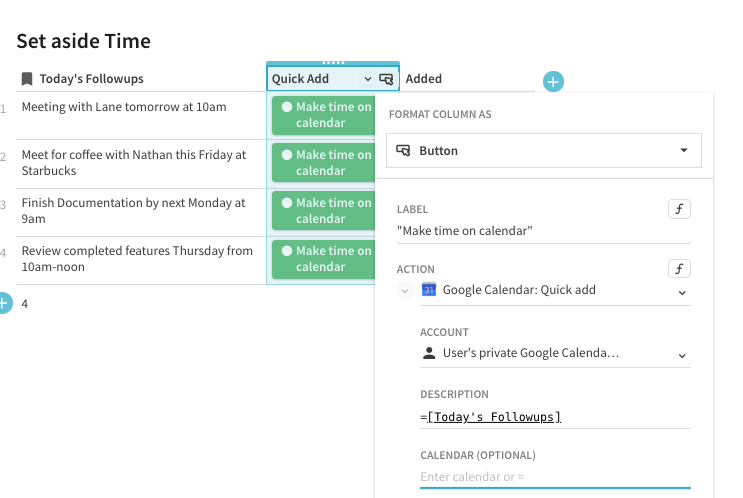 Set aside Time
Today's Followups Quick Add Added
1 Meeting with Lane tomorrow at 10am
Make time on
calendar
2 Meet for coffee with Nathan this Friday at
Starbucks
Make time on
calendar
3 Finish Documentation by next Monday at
9am
Make time on
calendar
4 Review completed features Thursday from
10am-noon
Make time on
calendar
4
FORMAT COLUMN AS
Button
LABEL
"Make time on calendar"
ACTION
31 Google Calendar: Quick add
ACCOUNT
User's private Google Calenda...
DESCRIPTION
=[Today's Followups]
CALENDAR (OPTIONAL)
Enter calendar or =